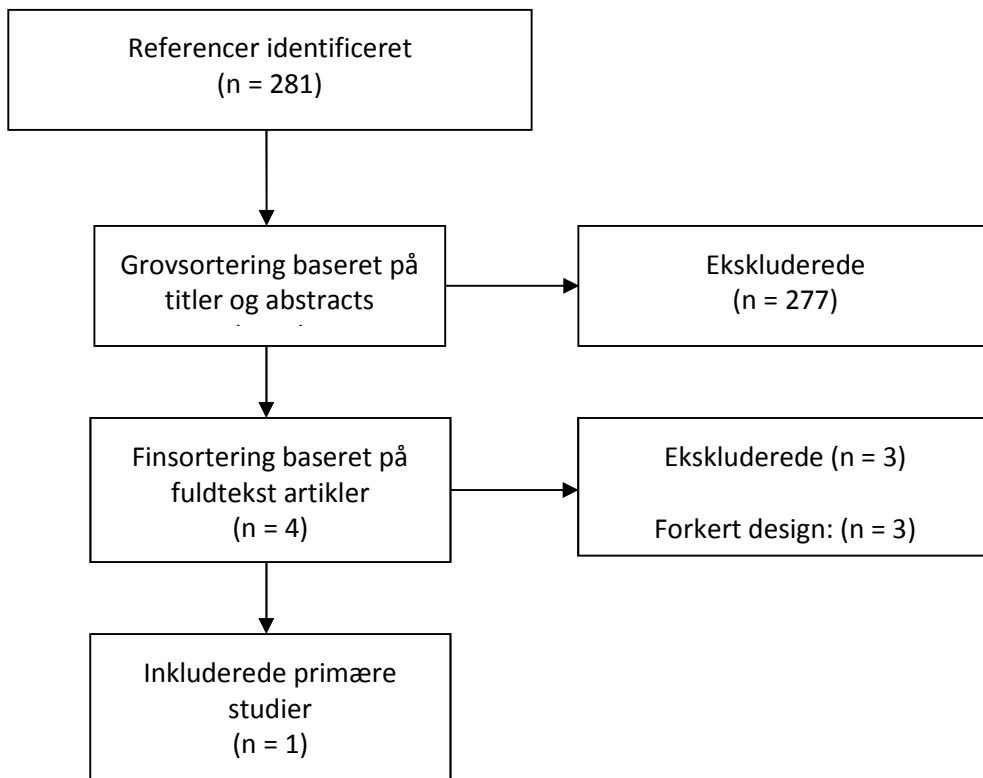 Referencer identificeret
(n = 281)
Grovsortering baseret på
titler og abstracts
Ekskluderede
(n = 277)
Finsortering baseret på
fuldtekst artikler
(n = 4)
Ekskluderede (n = 3)
Forkert design: (n = 3)
Inkluderede primære
studier
(n = 1)